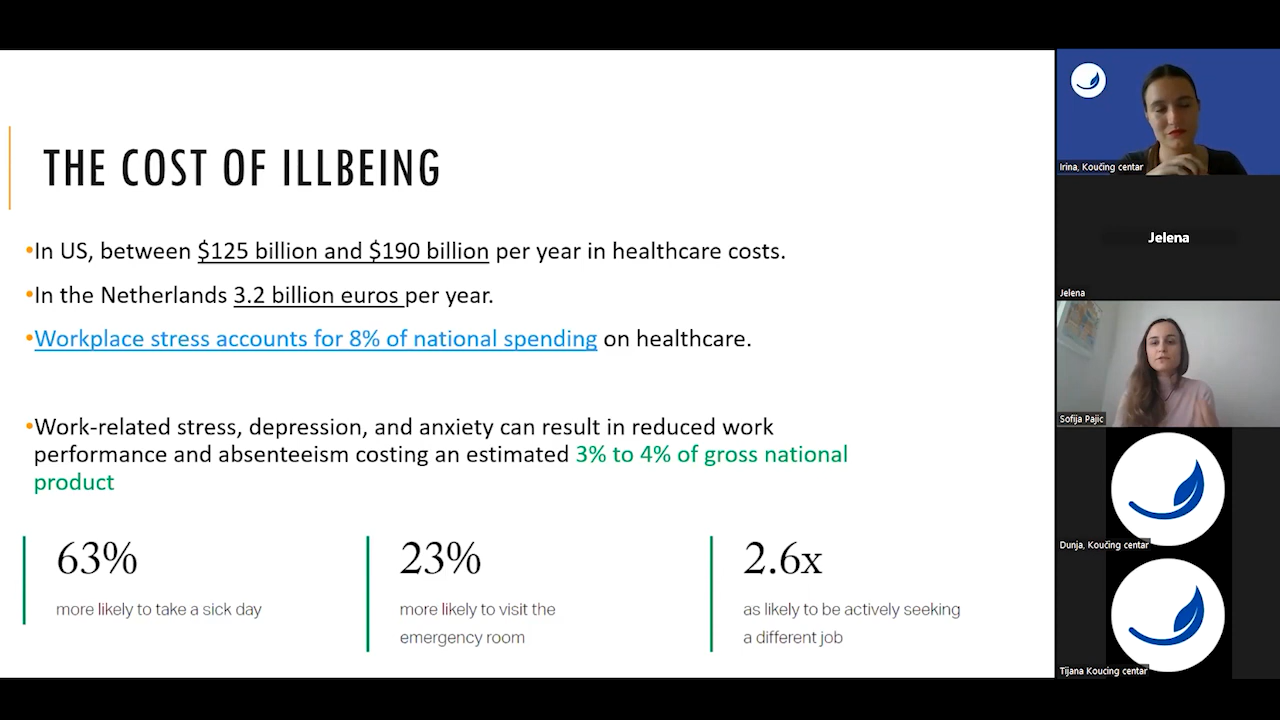 THE COST OF ILLBEING
•In US, between $125 billion and $190 billion per year in healthcare costs.
•In the Netherlands 3.2 billion euros per year.
•Workplace stress accounts for 8% of national spending on healthcare.
•Work-related stress, depression, and anxiety can result in reduced work
performance and absenteeism costing an estimated 3% to 4% of gross national
product
63%
more likely to take a sick day
23%
more likely to visit the
emergency room
2.6x
as likely to be actively seeking
a different job
Irina, Koučing centar
Jelena
Jelena
Sofija Pajic
Dunja, Koučing centar
Tijana Koucing centar